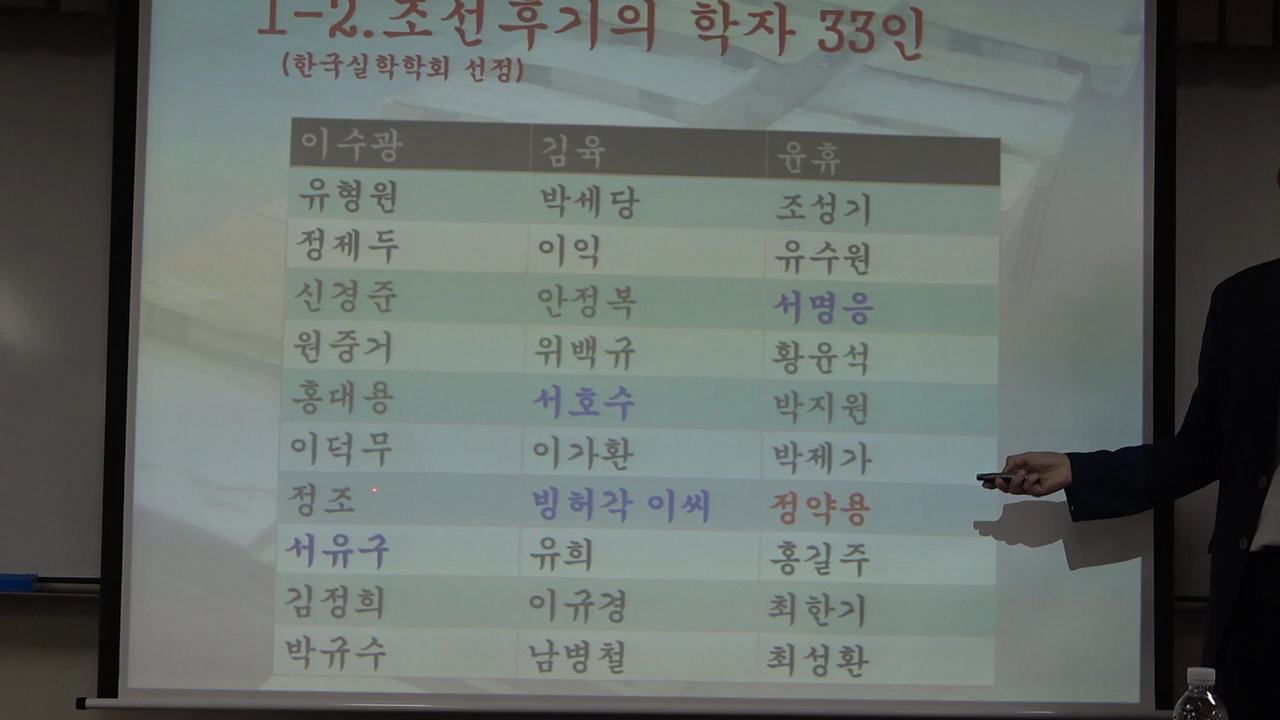 1-2.조선후기의 학자 33인
(한국실학학회 선정)
이수광 김육 윤휴
유형원 박세당 조성기
정제두 이익 유수원
신경준 안정복 서명응
원중거 위백규 황윤석
홍대용 서호수 박지원
이덕무 이가환 박제가
정조 빙허각 이씨 정약용
서유구 유희 홍길주
김정희 이규경 최한기
박규수 남병철 최성환